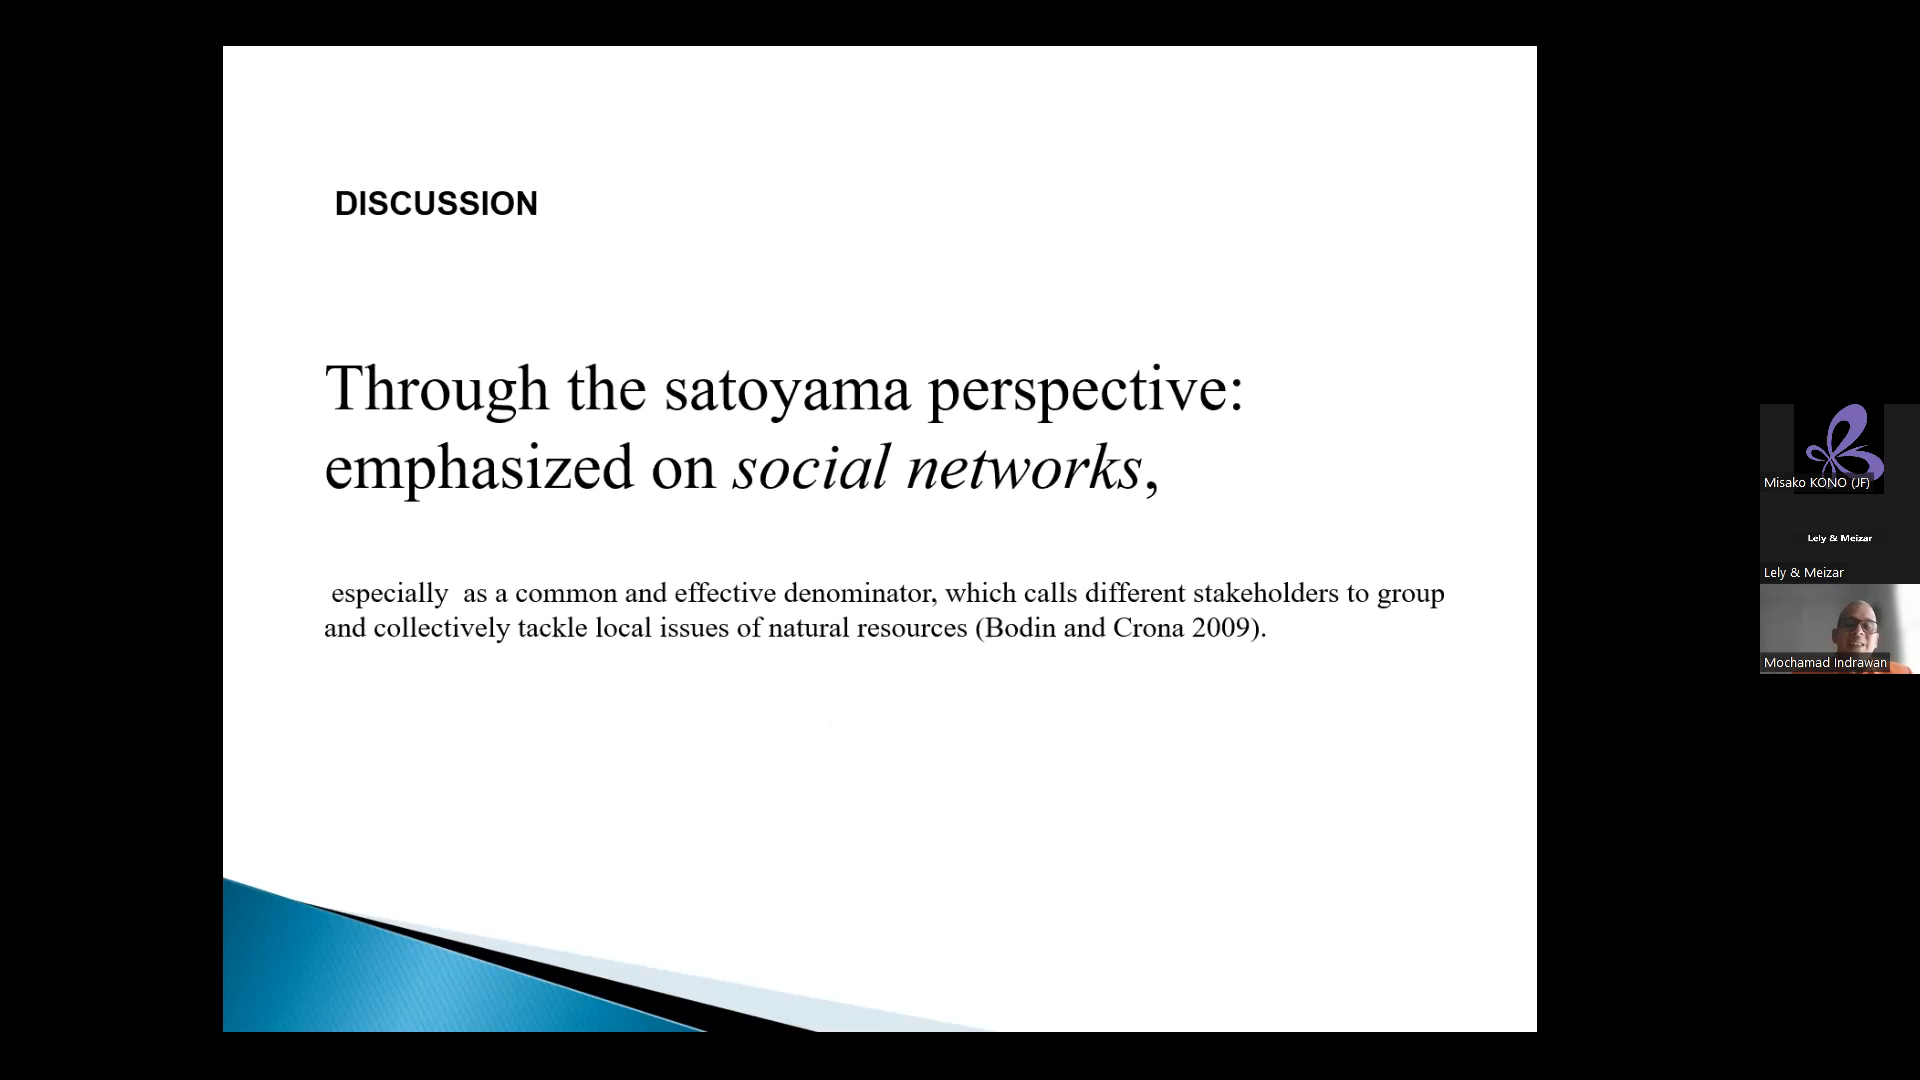 DISCUSSION
Through the satoyama perspective:
emphasized on social networks,
especially as a common and effective denominator, which calls different stakeholders to group
and collectively tackle local issues of natural resources (Bodin and Crona 2009).
Misako KONO (JF)
Lely & Meizar
Lely & Meizar
Mochamad Indrawan